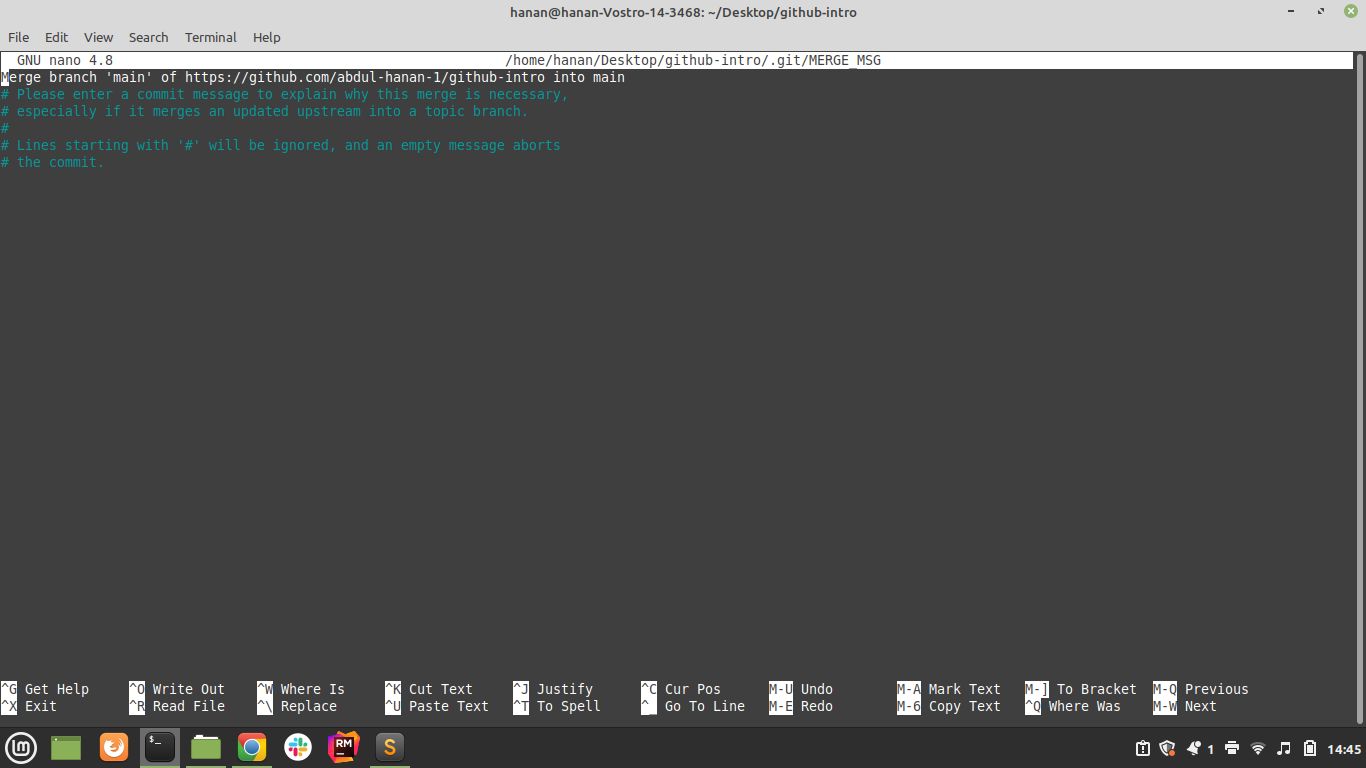 hanan@hanan-Vostro-14-3468: ~/Desktop/github-intro
File Edit View Search Terminal Help
GNU nano 4.8 /home/hanan/Desktop/github-intro/.git/MERGE_MSG
Merge branch 'main' of https://github.com/abdul-hanan-1/github-intro into main
# Please enter a commit message to explain why this merge is necessary,
# especially if it merges an updated upstream into a topic branch.
#
# Lines starting with '#' will be ignored, and an empty message aborts
# the commit.
^G Get Help ^O Write Out ^W Where Is ^K Cut Text ^J Justify ^C Cur Pos M-U Undo M-A Mark Text M-] To Bracket M-Q Previous
^X Exit ^R Read File ^\ Replace ^U Paste Text ^T To Spell ^_ Go To Line M-E Redo M-6 Copy Text ^Q Where Was M-W Next
$_ RM S 1 14:45